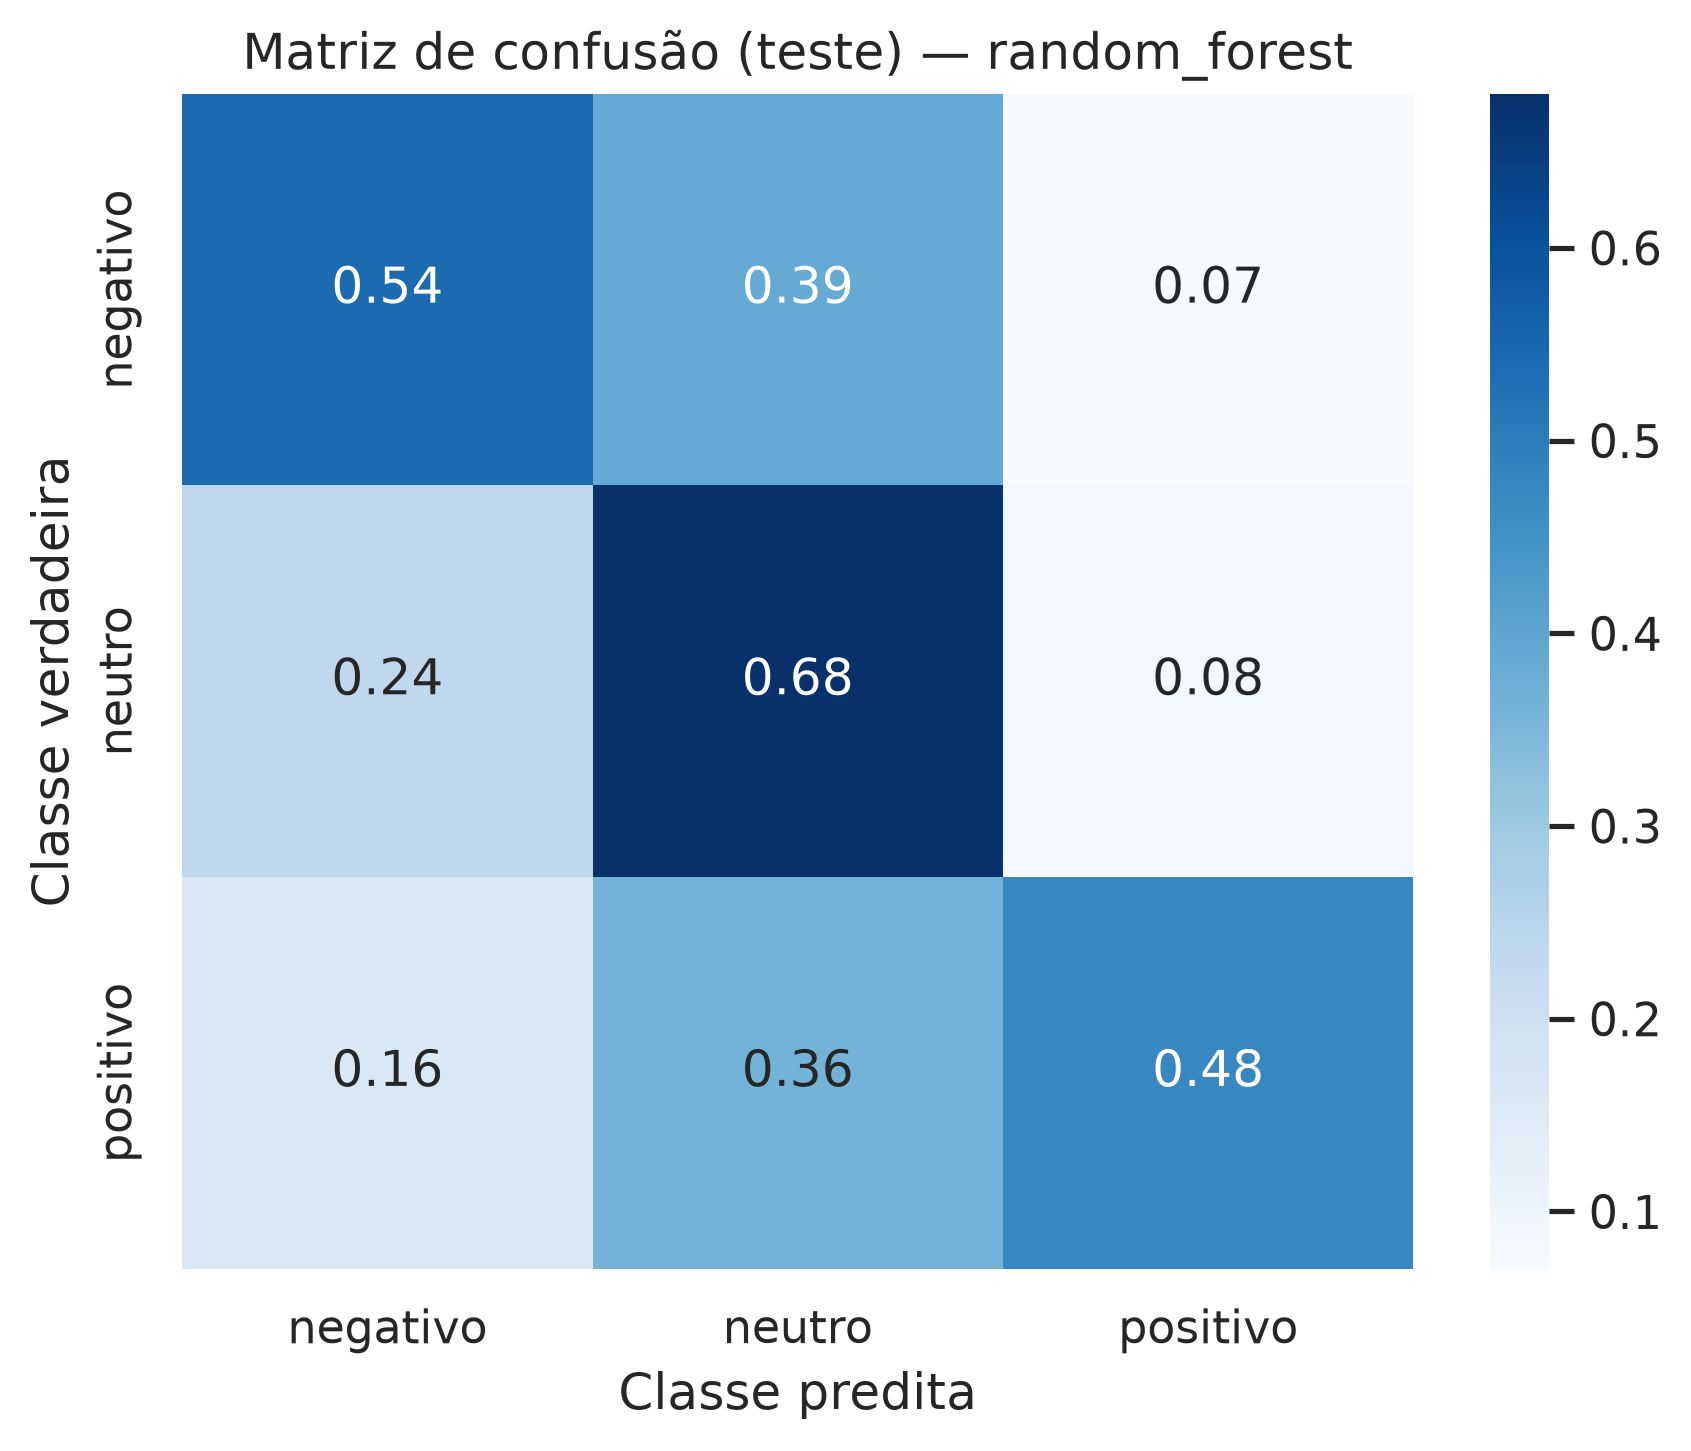 Matriz de confusão (teste) — random_forest
Classe verdadeira
negativo
0.54 0.39 0.07
neutro
0.24 0.68 0.08
positivo
0.16 0.36 0.48
negativo neutro positivo
Classe predita
0.6
0.5
0.4
0.3
0.2
0.1